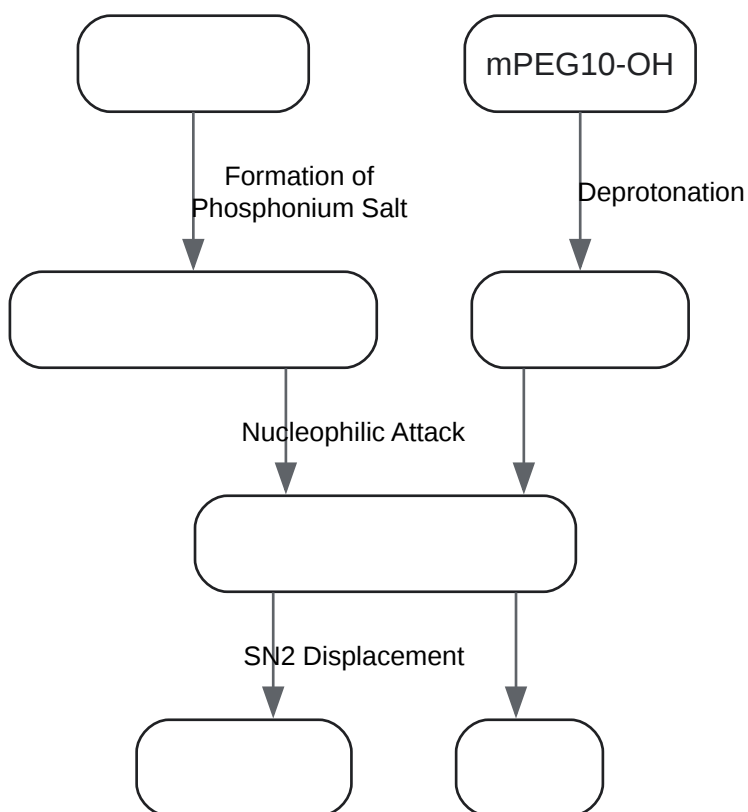 mPEG10-OH
Formation of
Phosphonium Salt
Deprotonation
Nucleophilic Attack
SN2 Displacement